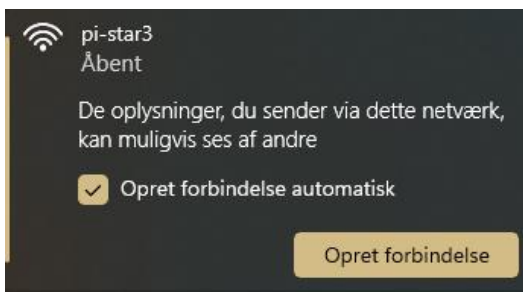 pi-star3
Åbent
De oplysninger, du sender via dette netværk,
kan muligvis ses af andre
Opret forbindelse automatisk
Opret forbindelse